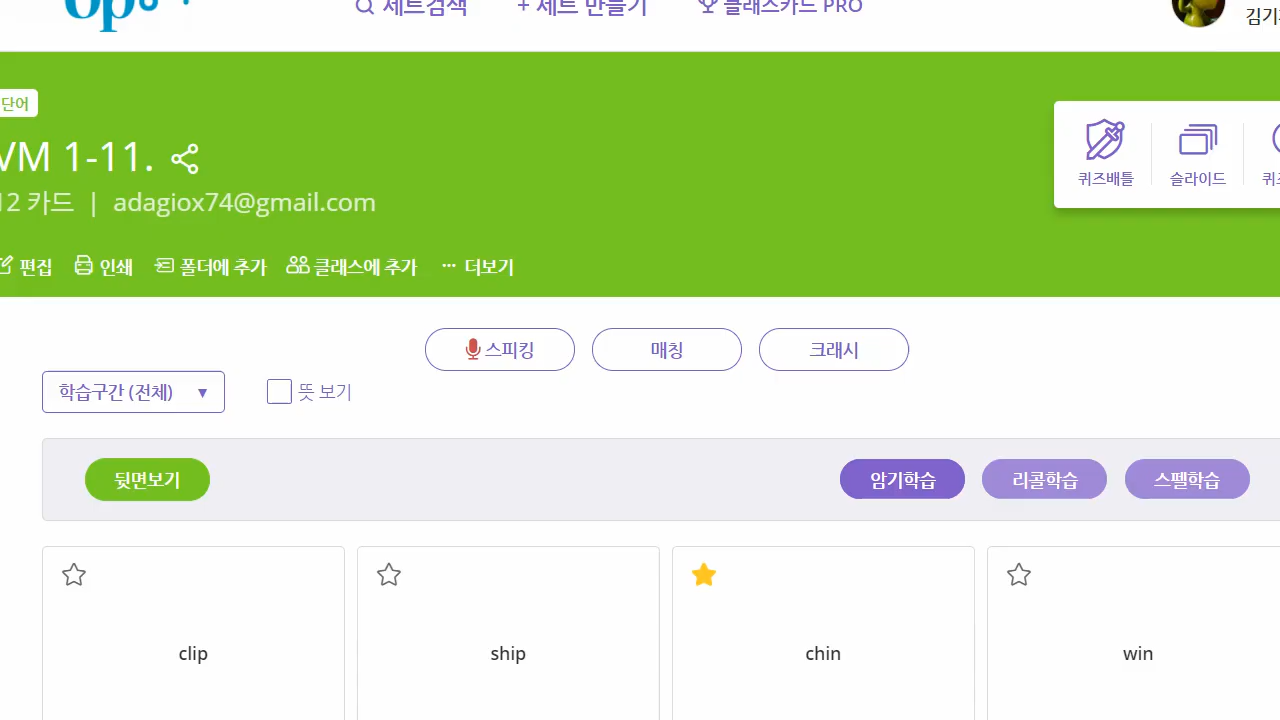 세트검색 + 세트 만들기 클래스카드 PRO
김기
단어
VM 1-11.
12 카드 | adagiox74@gmail.com
퀴즈배틀 슬라이드 퀴즈
편집 인쇄 폴더에 추가 클래스에 추가 ··· 더보기
스피킹 매칭 크래시
학습구간 (전체) ▼ 뜻 보기
뒷면보기 암기학습 리콜학습 스펠학습
clip ship chin win